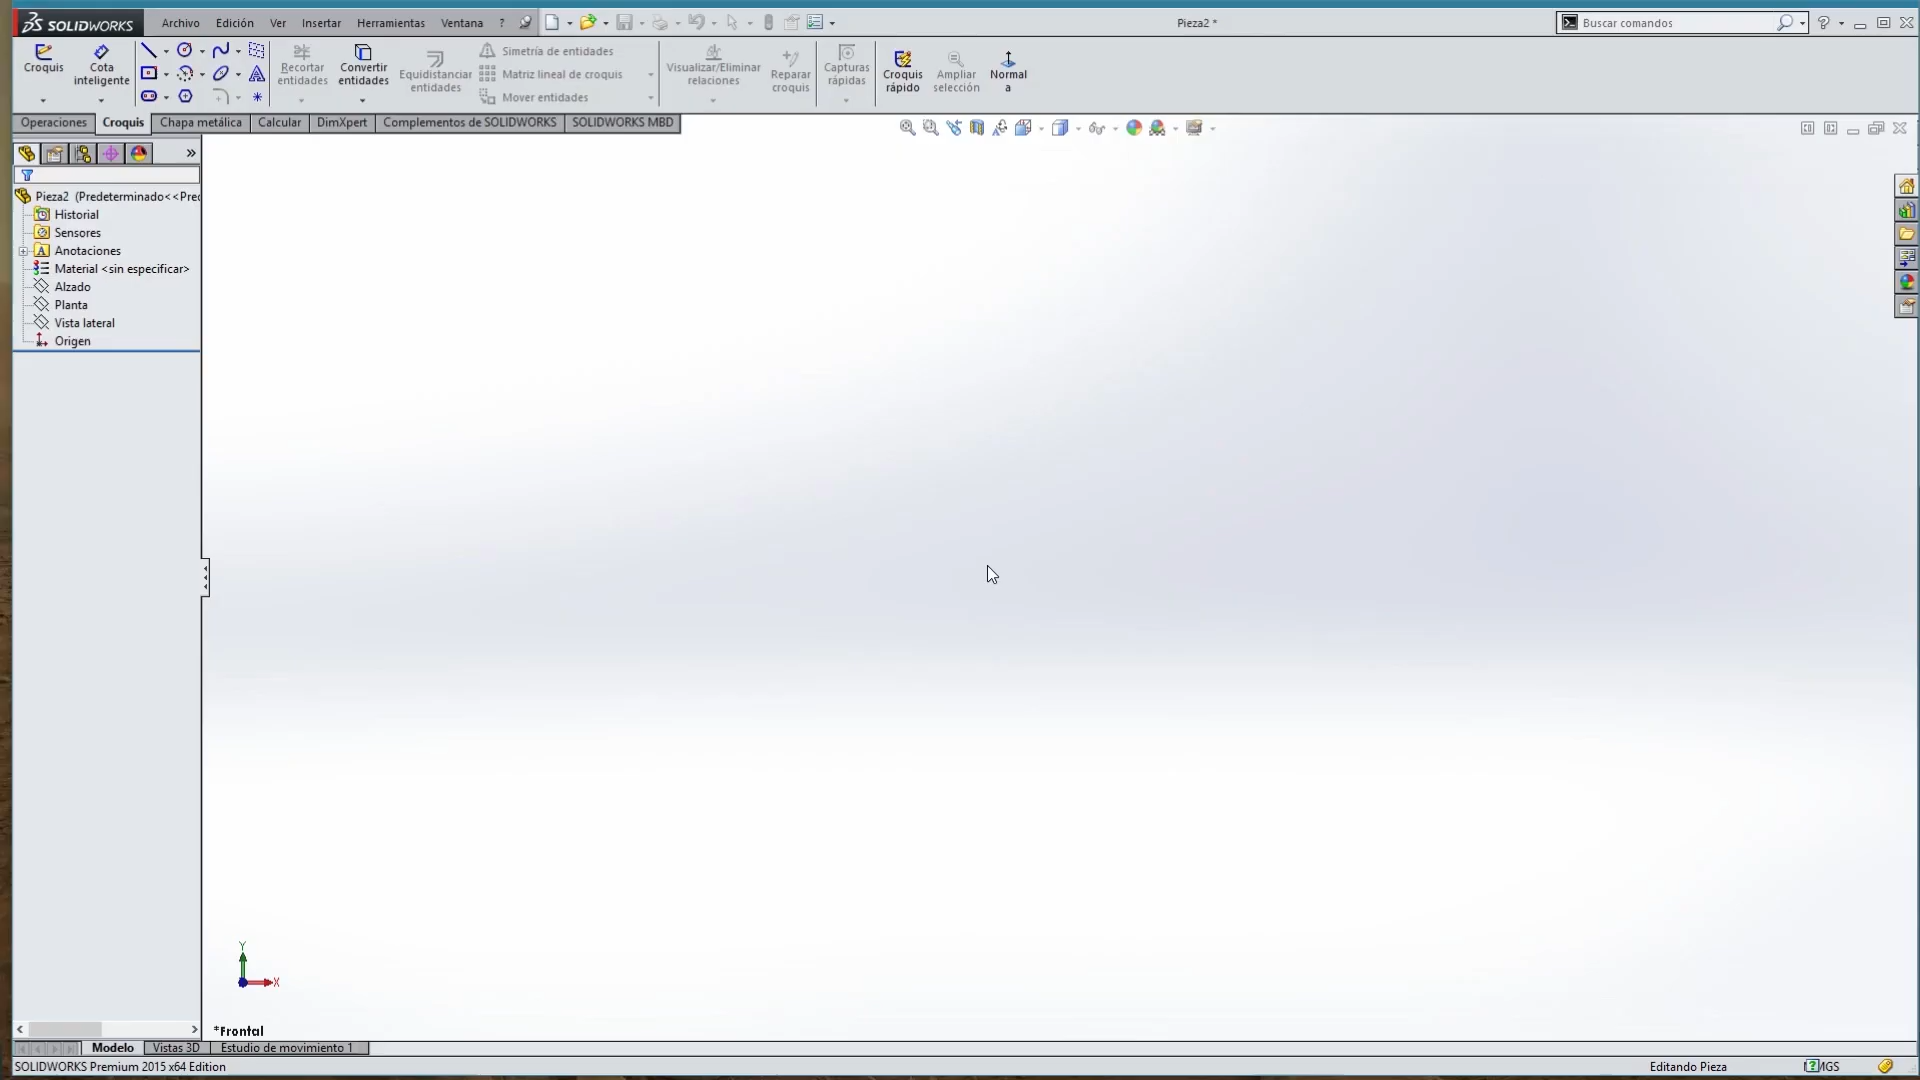 SOLIDWORKS Archivo Edición Ver Insertar Herramientas Ventana ? Pieza2 * Buscar comandos
Croquis Cota inteligente Recortar entidades Convertir entidades Equidistanciar entidades Simetría de entidades Visualizar/Eliminar relaciones Reparar croquis Capturas rápidas Croquis rápido Ampliar selección Normal a
Matriz lineal de croquis
Mover entidades
Operaciones Croquis Chapa metálica Calcular DimXpert Complementos de SOLIDWORKS SOLIDWORKS MBD
Pieza2 (Predeterminado<<Pre
Historial
Sensores
Anotaciones
Material <sin especificar>
Alzado
Planta
Vista lateral
Origen
Y
X
*Frontal
Modelo Vistas 3D Estudio de movimiento 1
SOLIDWORKS Premium 2015 x64 Edition Editando Pieza MGS